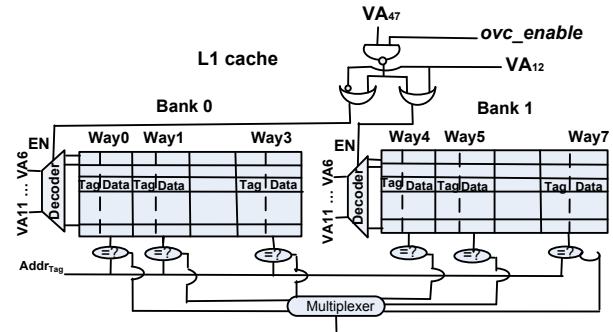 VA47
ovc_enable
L1 cache
VA12
Bank 0
Bank 1
EN
Way0 Way1 Way3
EN
Way4 Way5 Way7
VA11 ... VA6
Decoder
Tag Data Tag Data Tag Data
VA11 ... VA6
Decoder
Tag Data Tag Data Tag Data
=? =? =? =? =? =?
AddrTag
Multiplexer